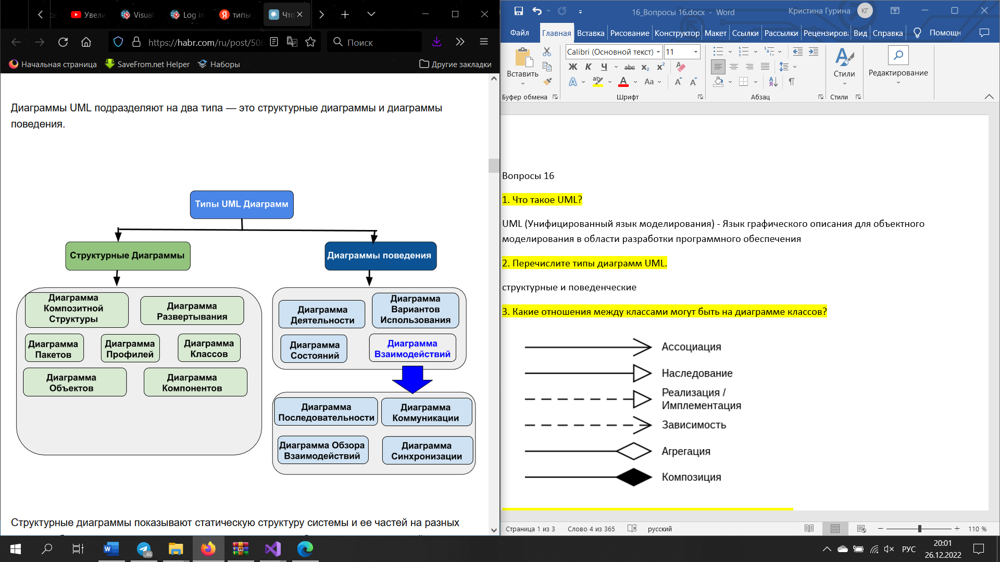 Увели
Visual
Log in
типы
Что
https://habr.com/ru/post/508
Поиск
Начальная страница
SaveFrom.net Helper
Наборы
Другие закладки
Диаграммы UML подразделяют на два типа — это структурные диаграммы и диаграммы
поведения.
Типы UML Диаграмм
Структурные Диаграммы
Диаграммы поведения
Диаграмма
Композитной
Структуры
Диаграмма
Развертывания
Диаграмма
Пакетов
Диаграмма
Профилей
Диаграмма
Классов
Диаграмма
Объектов
Диаграмма
Компонентов
Диаграмма
Деятельности
Диаграмма
Вариантов
Использования
Диаграмма
Состояний
Диаграмма
Взаимодействий
Диаграмма
Последовательности
Диаграмма
Коммуникации
Диаграмма Обзора
Взаимодействий
Диаграмма
Синхронизации
Структурные диаграммы показывают статическую структуру системы и ее частей на разных
16_Вопросы 16.docx - Word
Кристина Гурина
КГ
Файл Главная Вставка Рисование Конструктор Макет Ссылки Рассылки Рецензирова Вид Справка Помощн
Вставить
Буфер обмена
Calibri (Основной текст) 11
Ж К Ч abc x₂ x²
Aa
Шрифт
Абзац
Стили
Стили
Редактирование
Вопросы 16
1. Что такое UML?
UML (Унифицированный язык моделирования) - Язык графического описания для объектного
моделирования в области разработки программного обеспечения
2. Перечислите типы диаграмм UML.
структурные и поведенческие
3. Какие отношения между классами могут быть на диаграмме классов?
Ассоциация
Наследование
Реализация /
Имплементация
Зависимость
Агрегация
Композиция
Страница 1 из 3
Слово 4 из 365
русский
110 %
46
РУС
20:01
26.12.2022